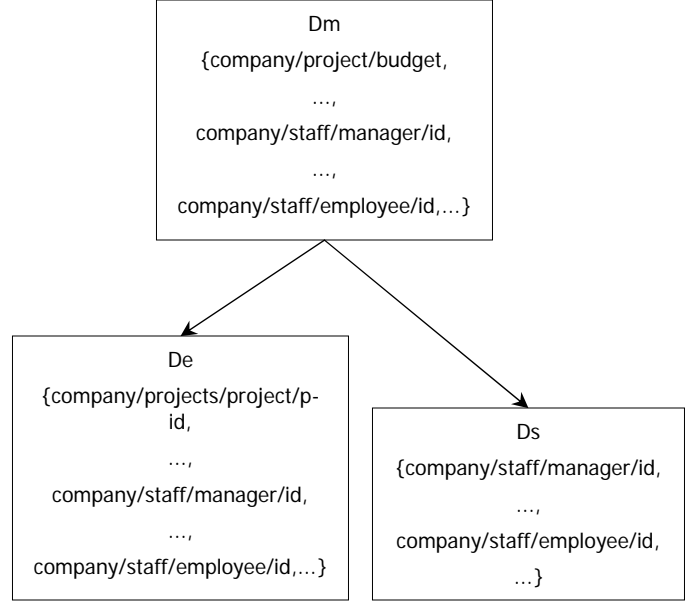 Dm
{company/project/budget,
...,
company/staff/manager/id,
...,
company/staff/employee/id,...}
De
{company/projects/project/p-
id,
...,
company/staff/manager/id,
...,
company/staff/employee/id,...}
Ds
{company/staff/manager/id,
...,
company/staff/employee/id,
...}